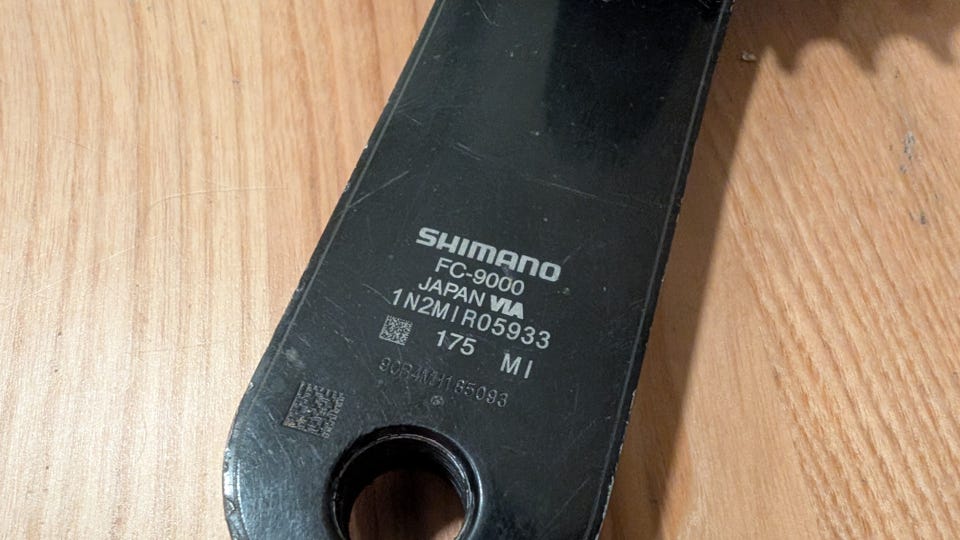 SHIMANO
FC-9000
JAPAN VIA
1N2MIR05933
175 MI